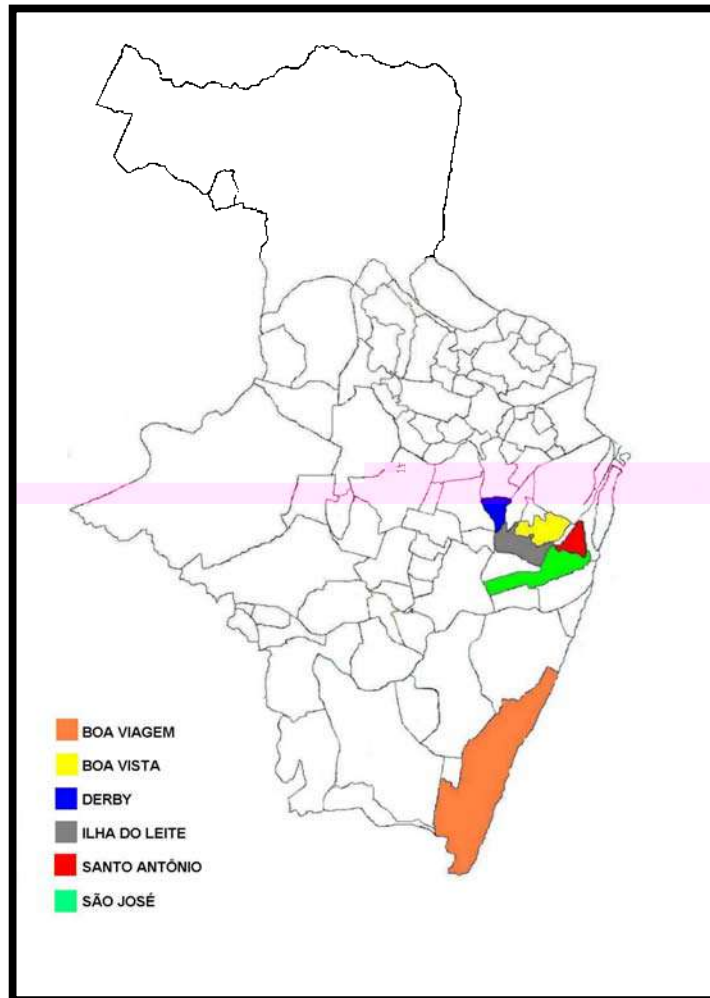 BOA VIAGEM
BOA VISTA
DERBY
ILHA DO LEITE
SANTO ANTÔNIO
SÃO JOSÉ